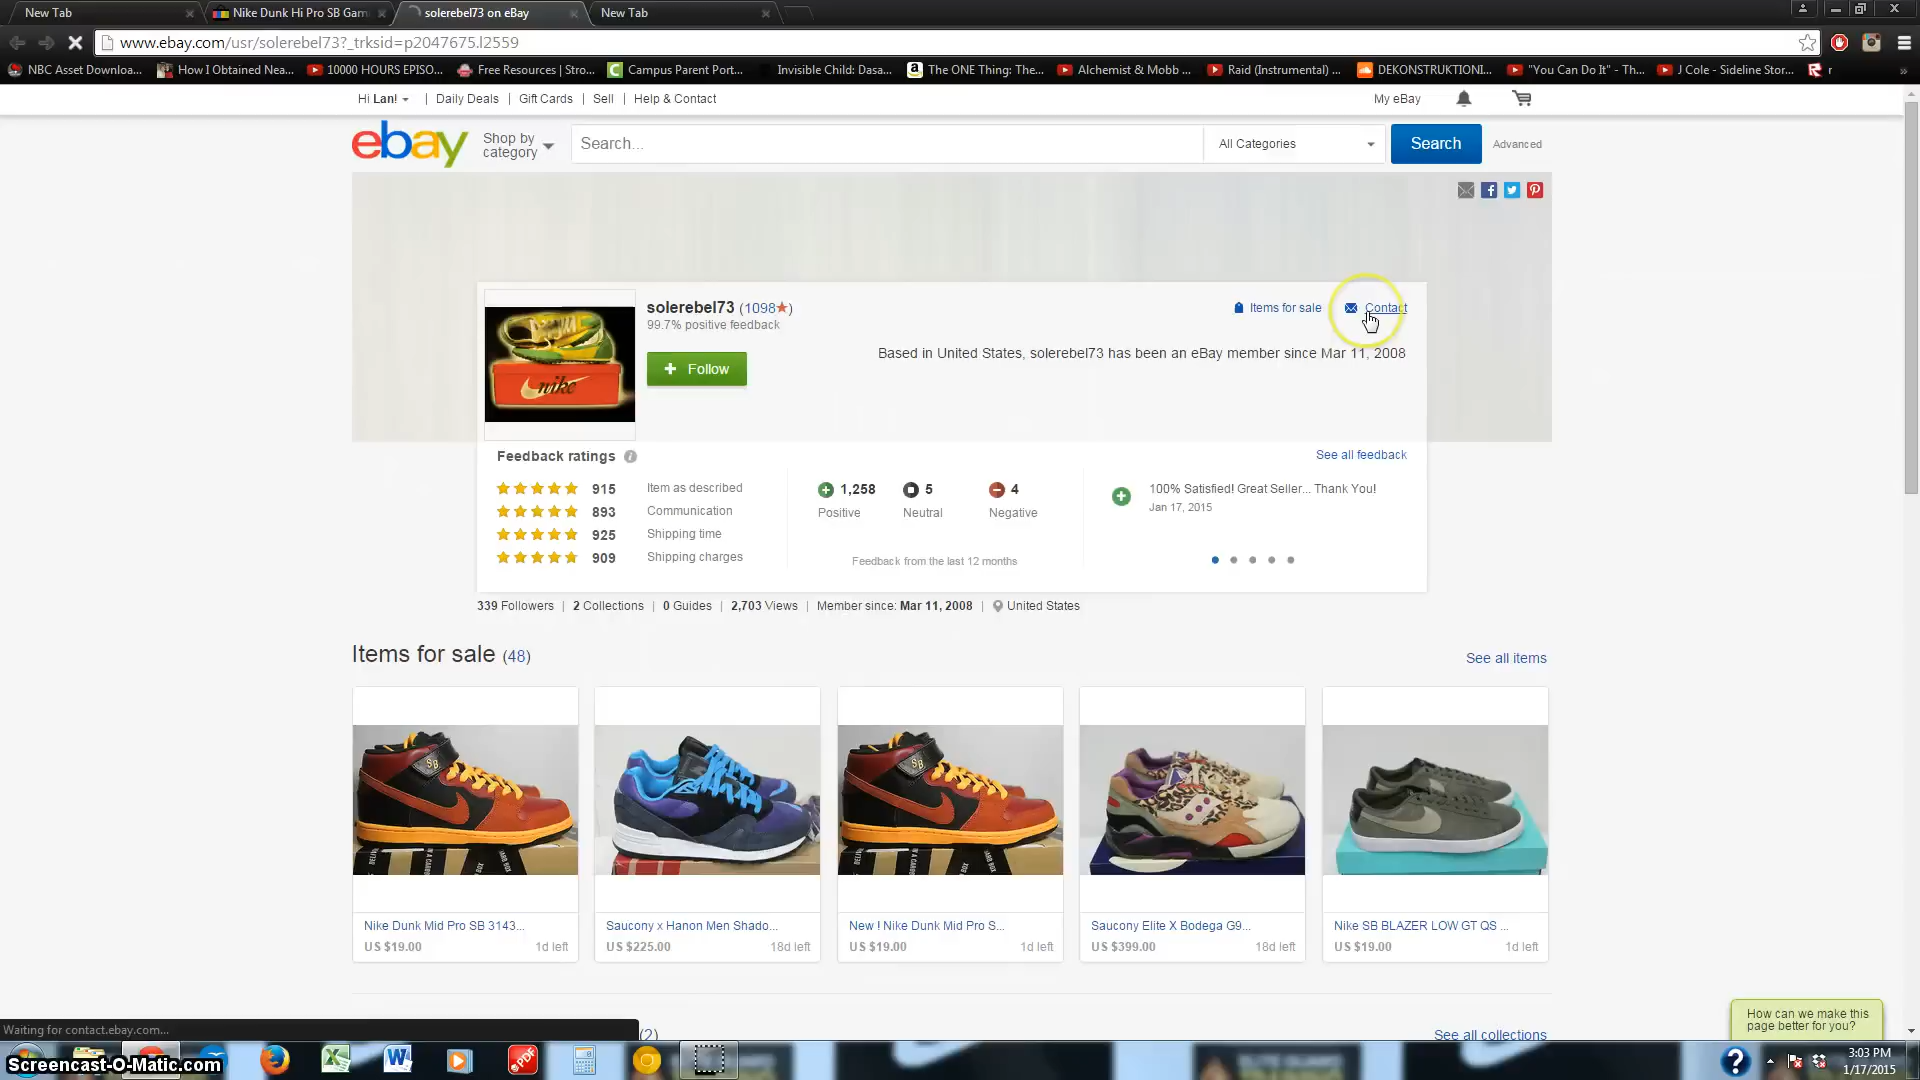 New Tab
Nike Dunk Hi Pro SB Gam
solerebel73 on eBay
New Tab
www.ebay.com/usr/solerebel73?_trksid=p2047675.l2559
NBC Asset Downloa...
How I Obtained Nea...
10000 HOURS EPISO...
Free Resources | Stro...
Campus Parent Port...
Invisible Child: Dasa...
The ONE Thing: The...
Alchemist & Mobb ...
Raid (Instrumental) ...
DEKONSTRUKTIONI...
"You Can Do It" - Th...
J Cole - Sideline Stor...
r
Hi Lan! | Daily Deals | Gift Cards | Sell | Help & Contact
My eBay
ebay
Shop by
category
Search...
All Categories
Search
Advanced
solerebel73 (1098)
99.7% positive feedback
Items for sale
Contact
Based in United States, solerebel73 has been an eBay member since Mar 11, 2008
+ Follow
Feedback ratings
See all feedback
915 Item as described
893 Communication
925 Shipping time
909 Shipping charges
1,258
Positive
5
Neutral
4
Negative
Feedback from the last 12 months
100% Satisfied! Great Seller... Thank You!
Jan 17, 2015
339 Followers | 2 Collections | 0 Guides | 2,703 Views | Member since: Mar 11, 2008 | United States
Items for sale (48)
See all items
Nike Dunk Mid Pro SB 3143...
US $19.00 1d left
Saucony x Hanon Men Shado...
US $225.00 18d left
New ! Nike Dunk Mid Pro S...
US $19.00 1d left
Saucony Elite X Bodega G9...
US $399.00 18d left
Nike SB BLAZER LOW GT QS ...
US $19.00 1d left
How can we make this
page better for you?
Waiting for contact.ebay.com...
(2)
See all collections
Screencast-O-Matic.com
3:03 PM
1/17/2015